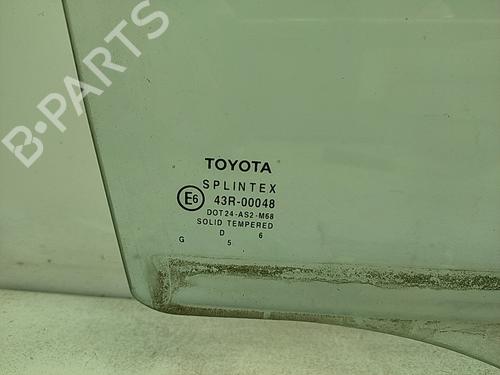 B-PARTS
TOYOTA
SPLINTEX
E6 43R-00048
DOT24-AS2-M68
SOLID TEMPERED
D 6
G 5